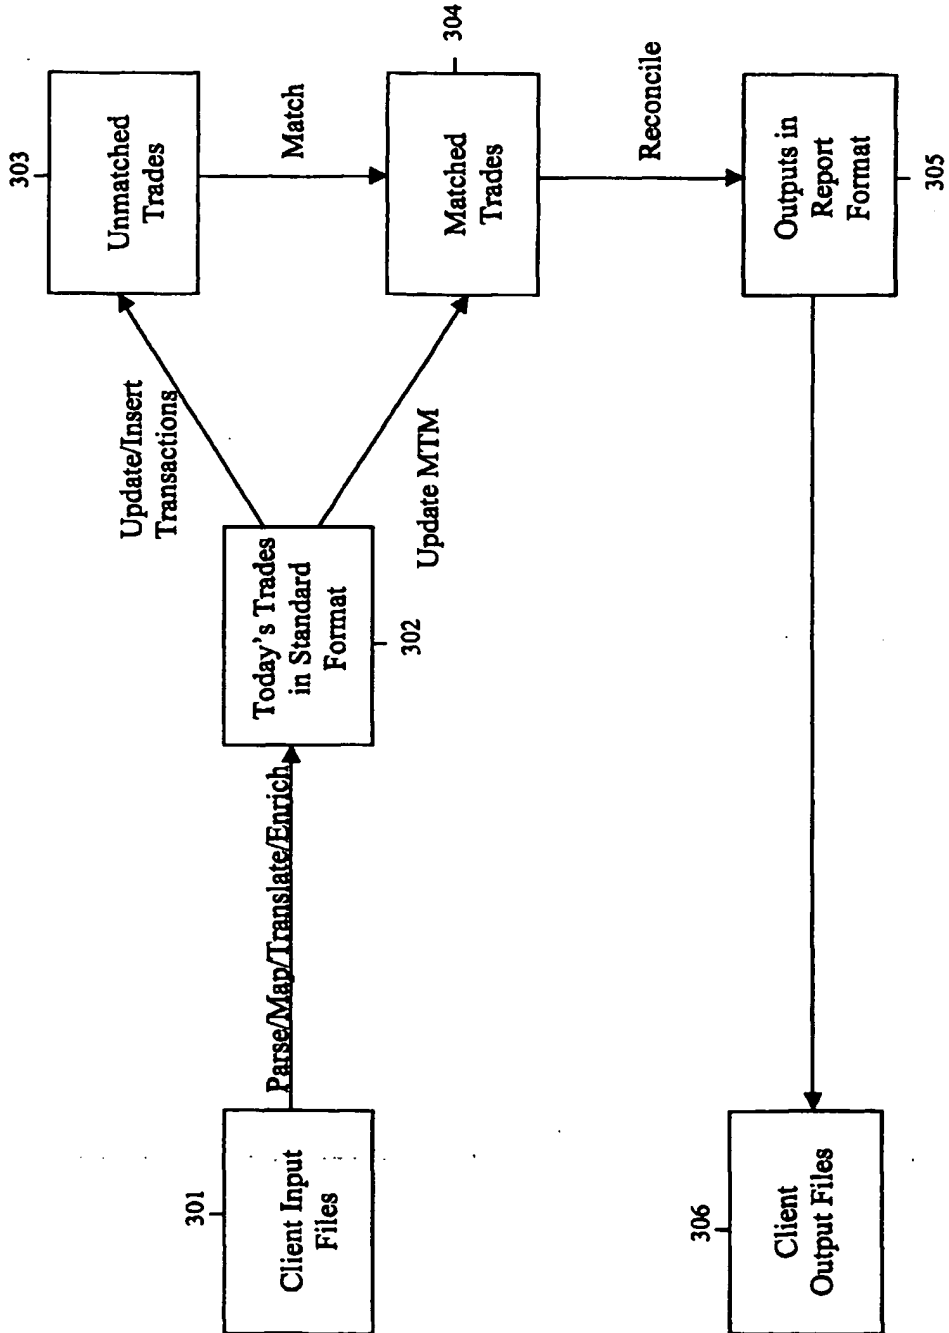 301
Client Input
Files
Parse/Map/Translate/Enrich
Today's Trades
in Standard
Format
302
Update/Insert
Transactions
Update MTM
303
Unmatched
Trades
Match
304
Matched
Trades
Reconcile
Outputs in
Report
Format
305
306
Client
Output Files